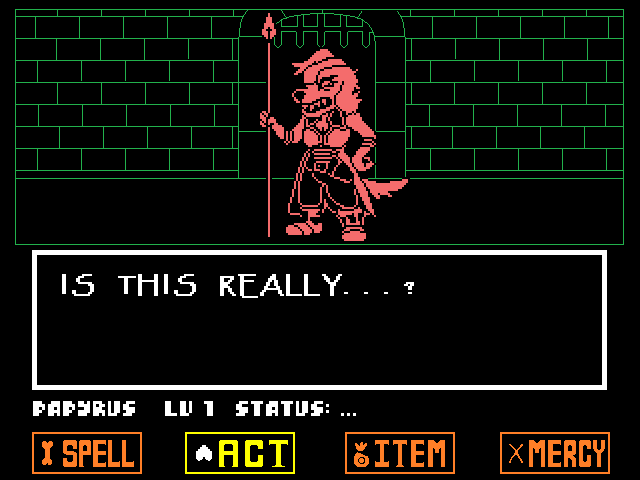 IS THIS REALLY...?
PAPYRUS LV 1 STATUS: ...
SPELL ACT ITEM MERCY